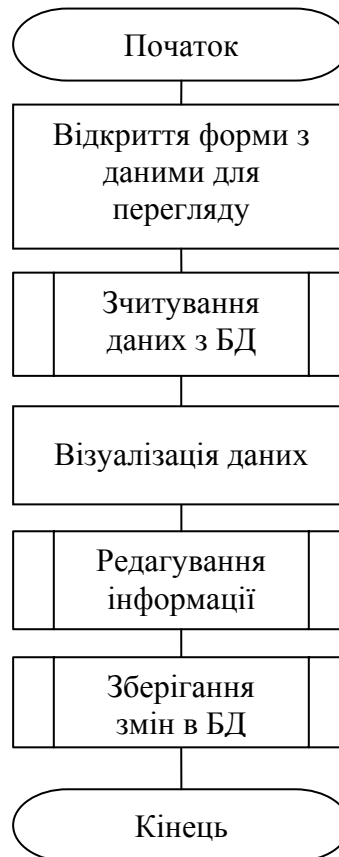 Початок
Відкриття форми з
даними для
перегляду
Зчитування
даних з БД
Візуалізація даних
Редагування
інформації
Зберігання
змін в БД
Кінець